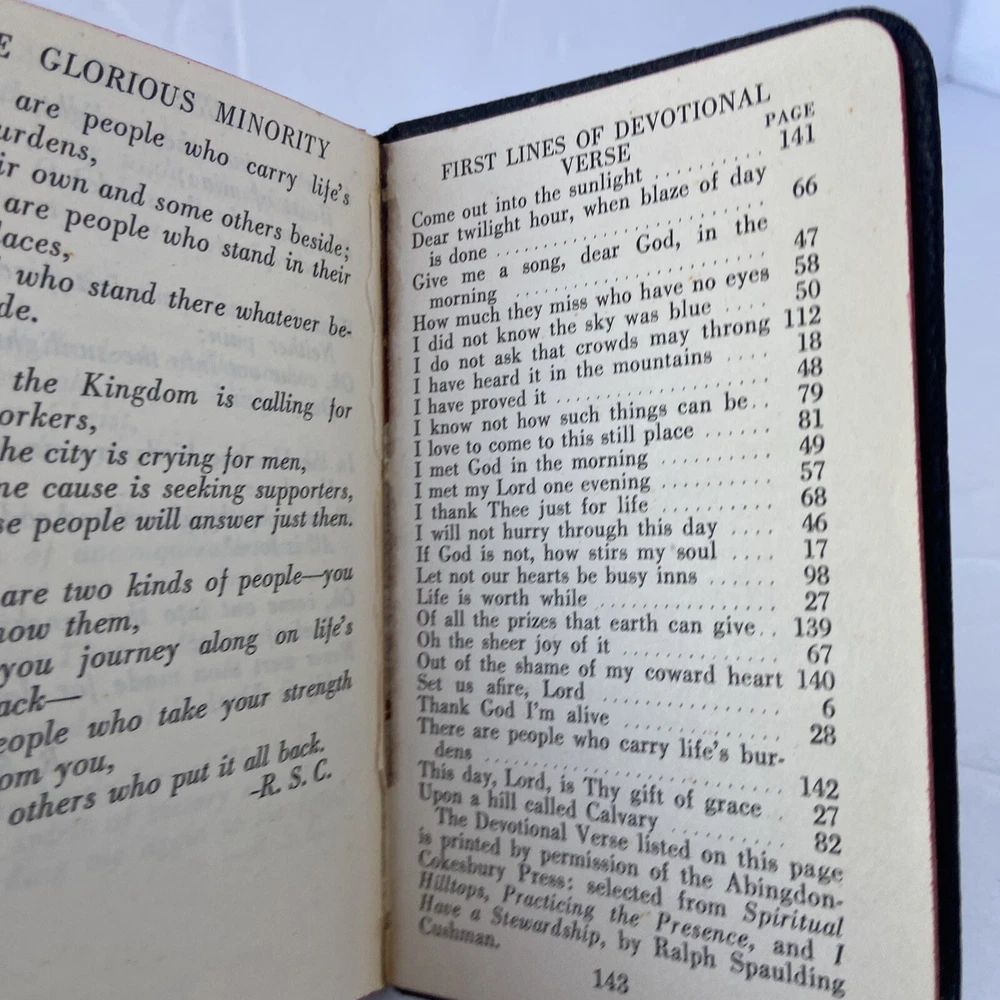 E GLORIOUS MINORITY
are people who carry life's
urdens,
ir own and some others beside;
are people who stand in their
laces,
who stand there whatever be-
de.
the Kingdom is calling for
orkers,
he city is crying for men,
ne cause is seeking supporters,
se people will answer just then.
are two kinds of people—you
now them,
you journey along on life's
ack—
eople who take your strength
om you,
others who put it all back.
-R. S. C.
FIRST LINES OF DEVOTIONAL
VERSE
PAGE
Come out into the sunlight ......... 141
Dear twilight hour, when blaze of day
is done .................... 66
Give me a song, dear God, in the
morning .................... 47
How much they miss who have no eyes 58
I did not know the sky was blue .... 50
I do not ask that crowds may throng 112
I have heard it in the mountains .... 18
I have proved it ................ 48
I know not how such things can be.. 79
I love to come to this still place ...... 81
I met God in the morning .......... 49
I met my Lord one evening .......... 57
I thank Thee just for life .......... 68
I will not hurry through this day .... 46
If God is not, how stirs my soul .... 17
Let not our hearts be busy inns ...... 98
Life is worth while ................ 27
Of all the prizes that earth can give.. 139
Oh the sheer joy of it .............. 67
Out of the shame of my coward heart 140
Set us afire, Lord ................ 6
Thank God I'm alive .............. 28
There are people who carry life's bur-
dens ...................... 142
This day, Lord, is Thy gift of grace . 27
Upon a hill called Calvary .......... 82
The Devotional Verse listed on this page
is printed by permission of the Abingdon-
Cokesbury Press: selected from Spiritual
Hilltops, Practicing the Presence, and I
Have a Stewardship, by Ralph Spaulding
Cushman.
143